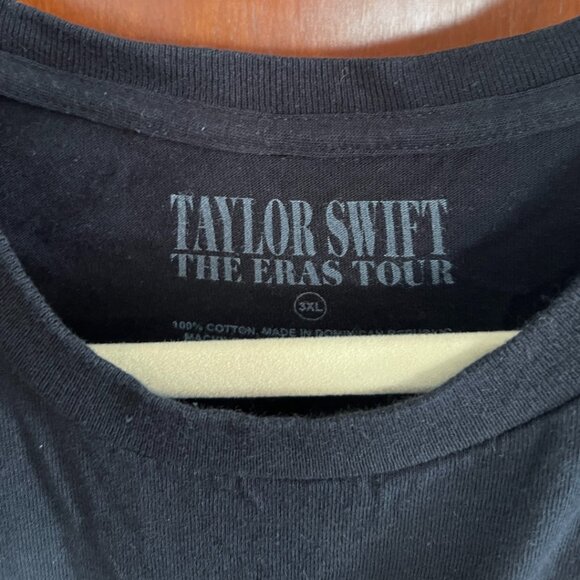 TAYLOR SWIFT
THE ERAS TOUR
3XL
100% COTTON. MADE IN DOMINICAN REPUBLIC